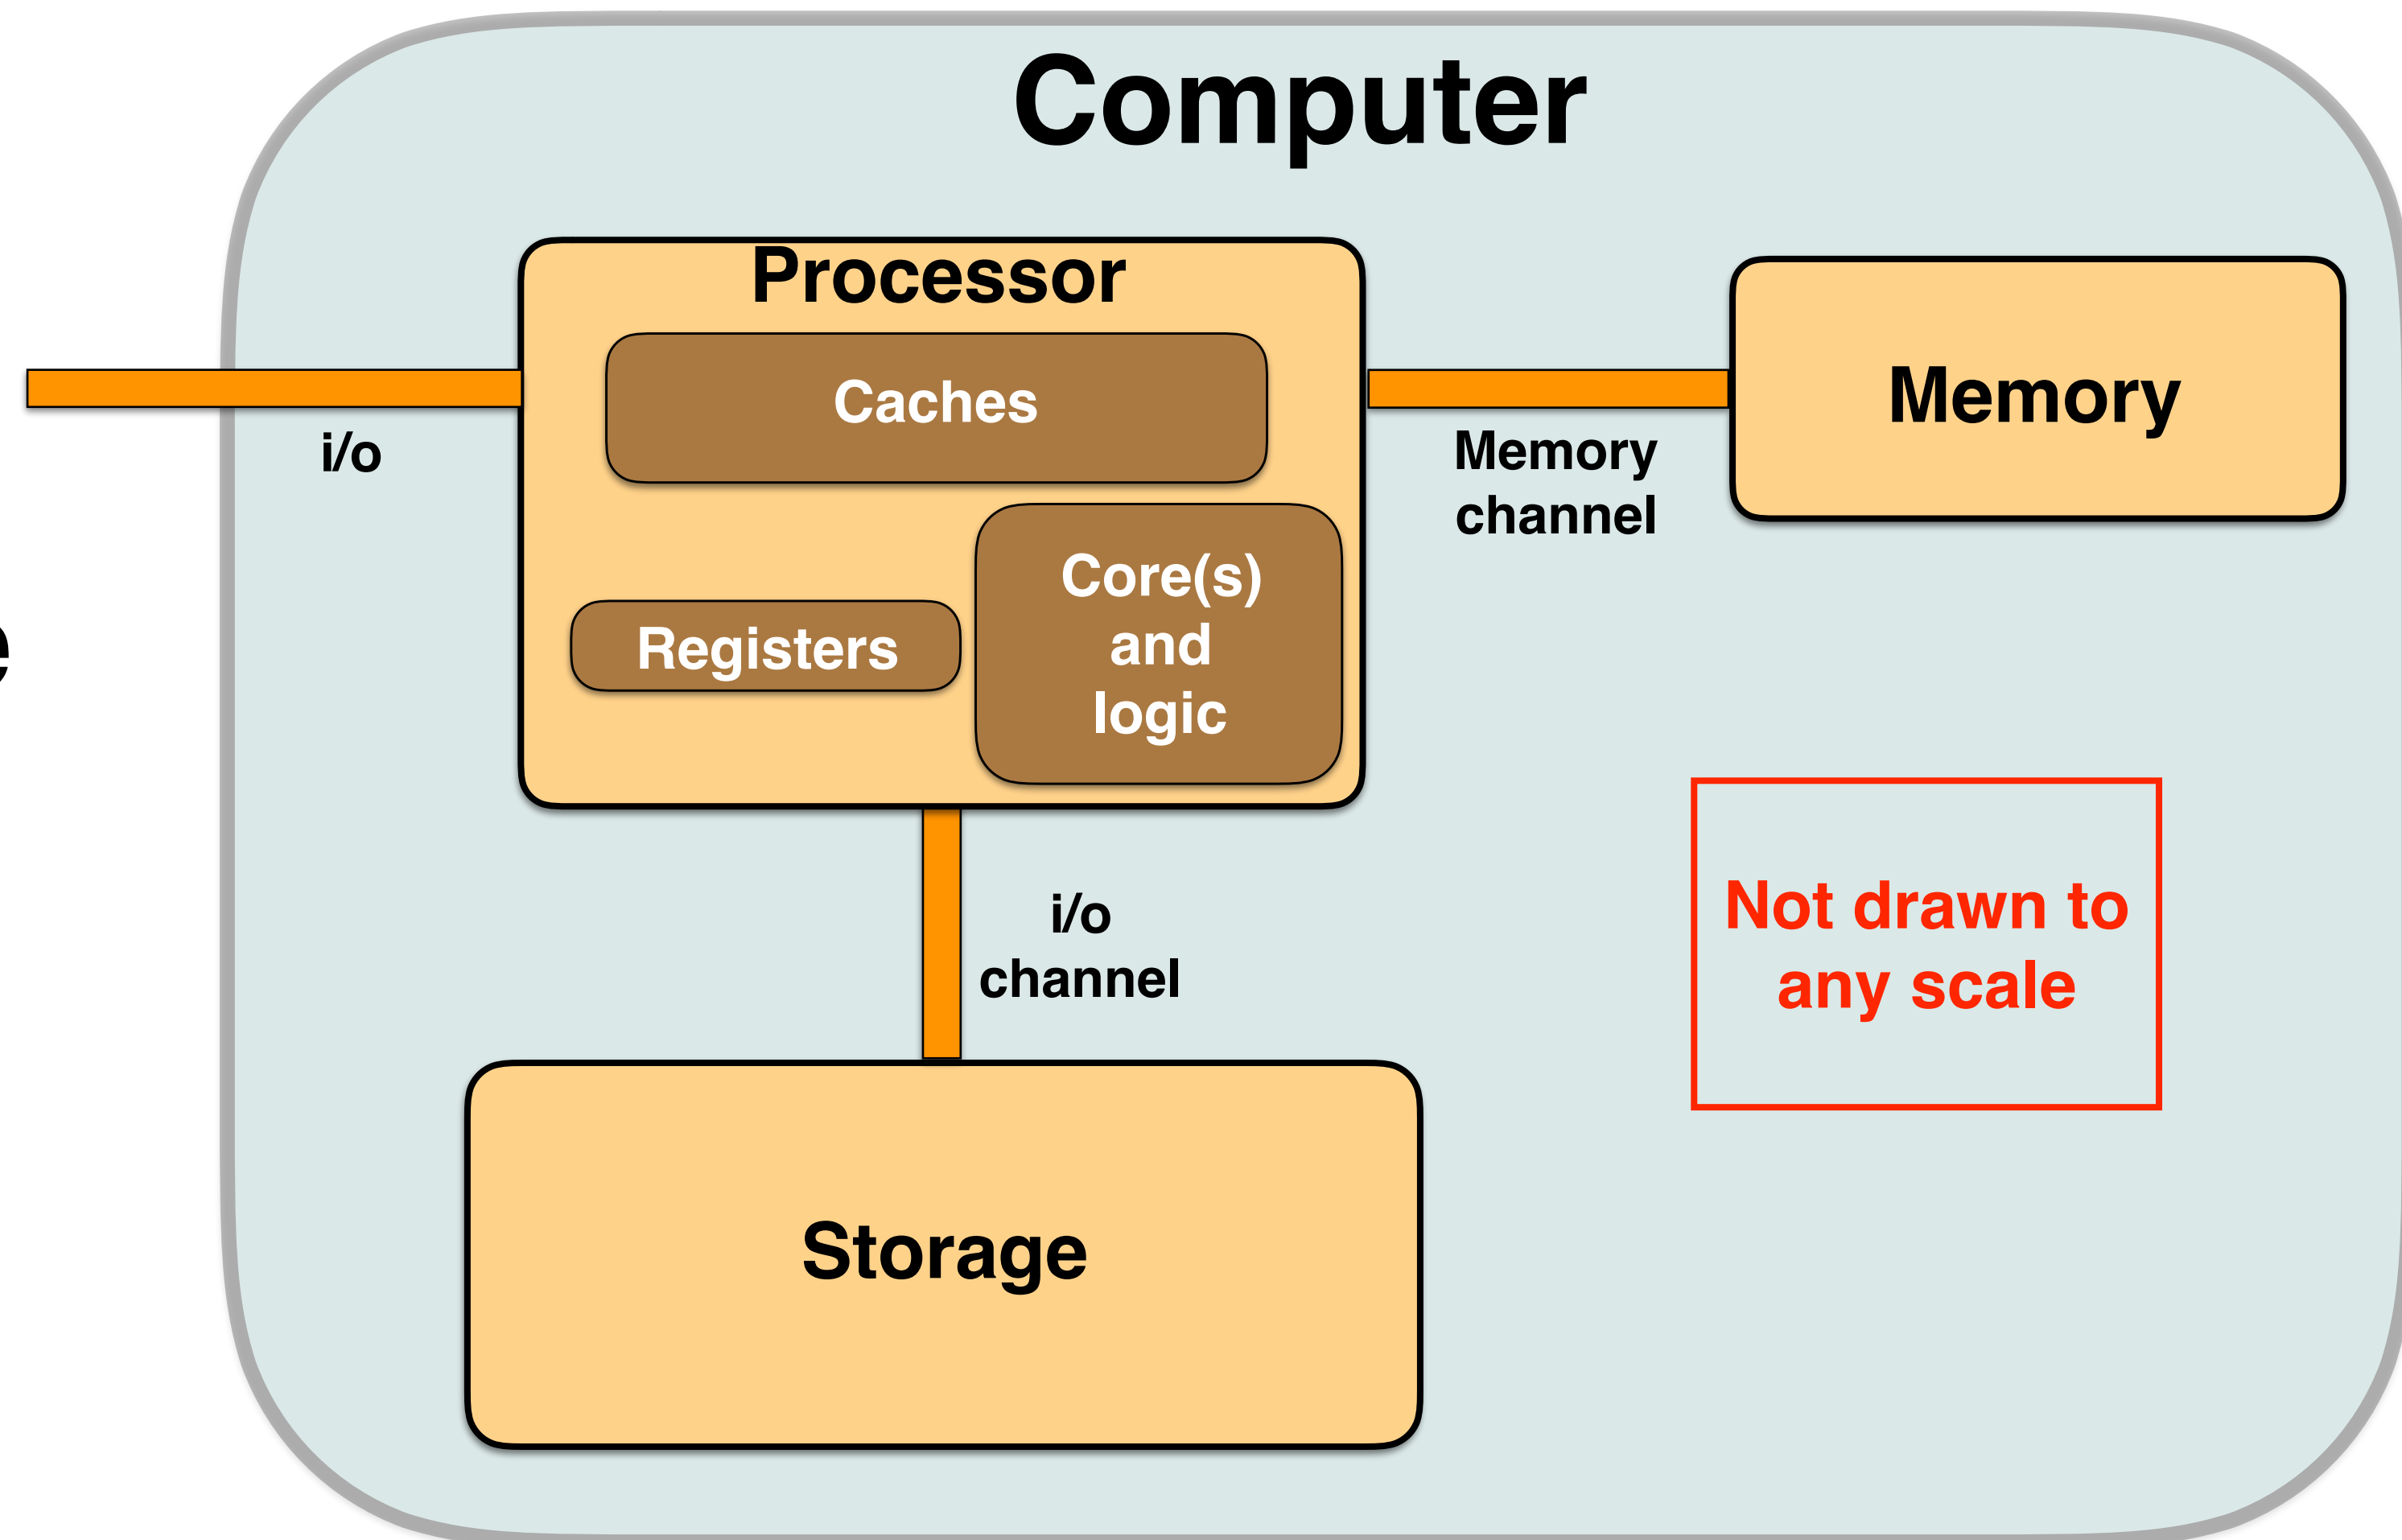 Computer
Processor
Caches
Registers
Core(s)
and
logic
i/o
Memory
channel
Memory
i/o
channel
Storage
Not drawn to
any scale